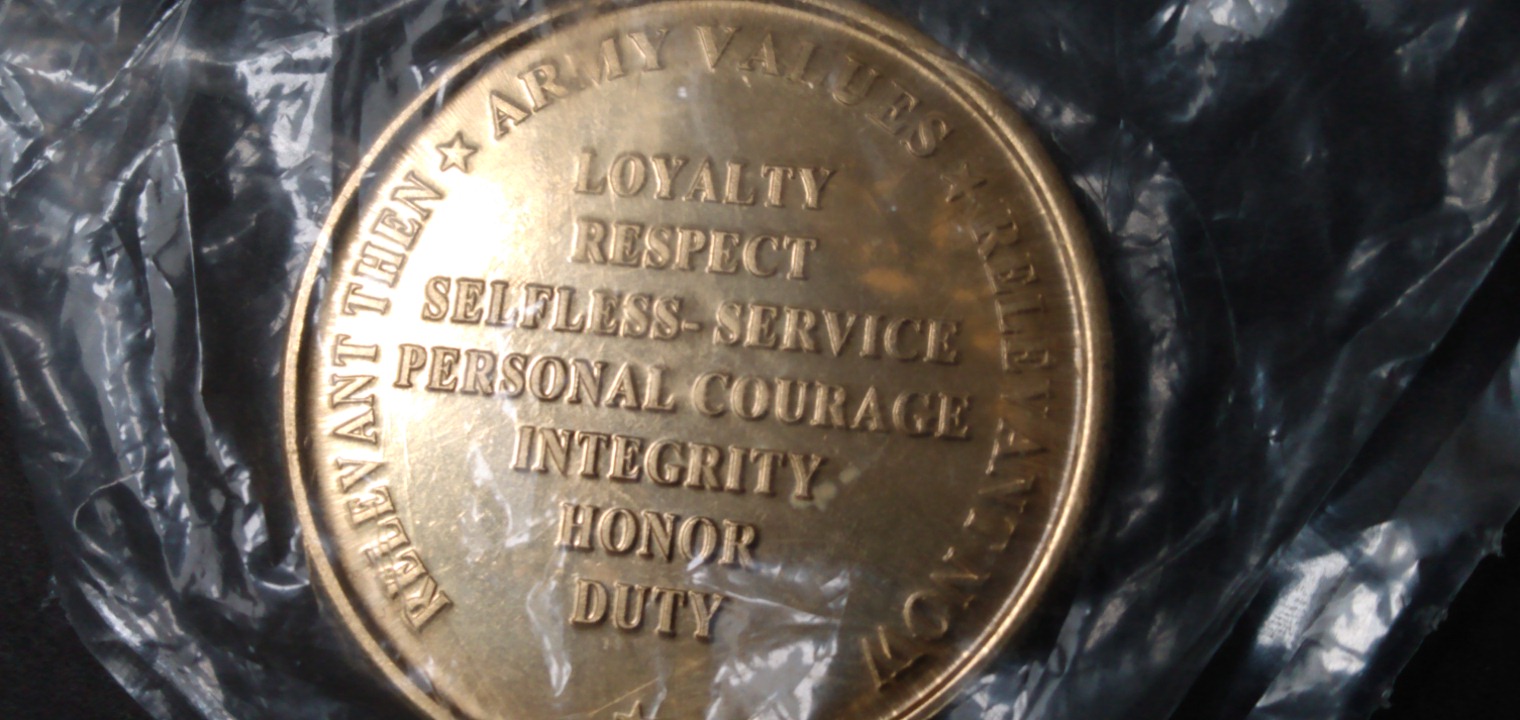 RELEVANT THEN ☆ ARMY VALUES ☆ RELEVANT NOW
LOYALTY
RESPECT
SELFLESS-SERVICE
PERSONAL COURAGE
INTEGRITY
HONOR
DUTY